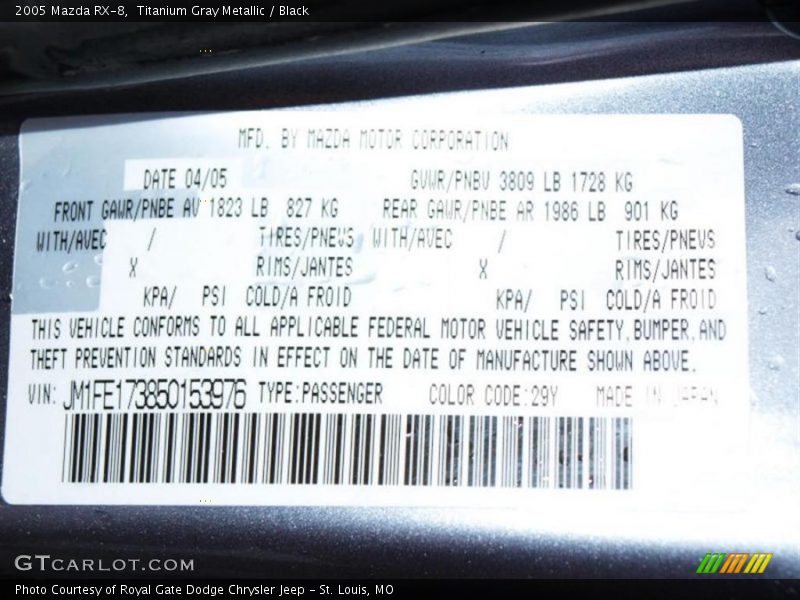 2005 Mazda RX-8, Titanium Gray Metallic / Black
MFD. BY MAZDA MOTOR CORPORATION
DATE 04/05 GVWR/PNBV 3809 LB 1728 KG
FRONT GAWR/PNBE AV 1823 LB 827 KG REAR GAWR/PNBE AR 1986 LB 901 KG
WITH/AVEC / TIRES/PNEUS WITH/AVEC / TIRES/PNEUS
X RIMS/JANTES X RIMS/JANTES
KPA/ PSI COLD/A FROID KPA/ PSI COLD/A FROID
THIS VEHICLE CONFORMS TO ALL APPLICABLE FEDERAL MOTOR VEHICLE SAFETY, BUMPER, AND
THEFT PREVENTION STANDARDS IN EFFECT ON THE DATE OF MANUFACTURE SHOWN ABOVE.
VIN: JM1FE173850153976 TYPE:PASSENGER COLOR CODE:29Y MADE IN JAPAN
GTCARLOT.COM
Photo Courtesy of Royal Gate Dodge Chrysler Jeep - St. Louis, MO